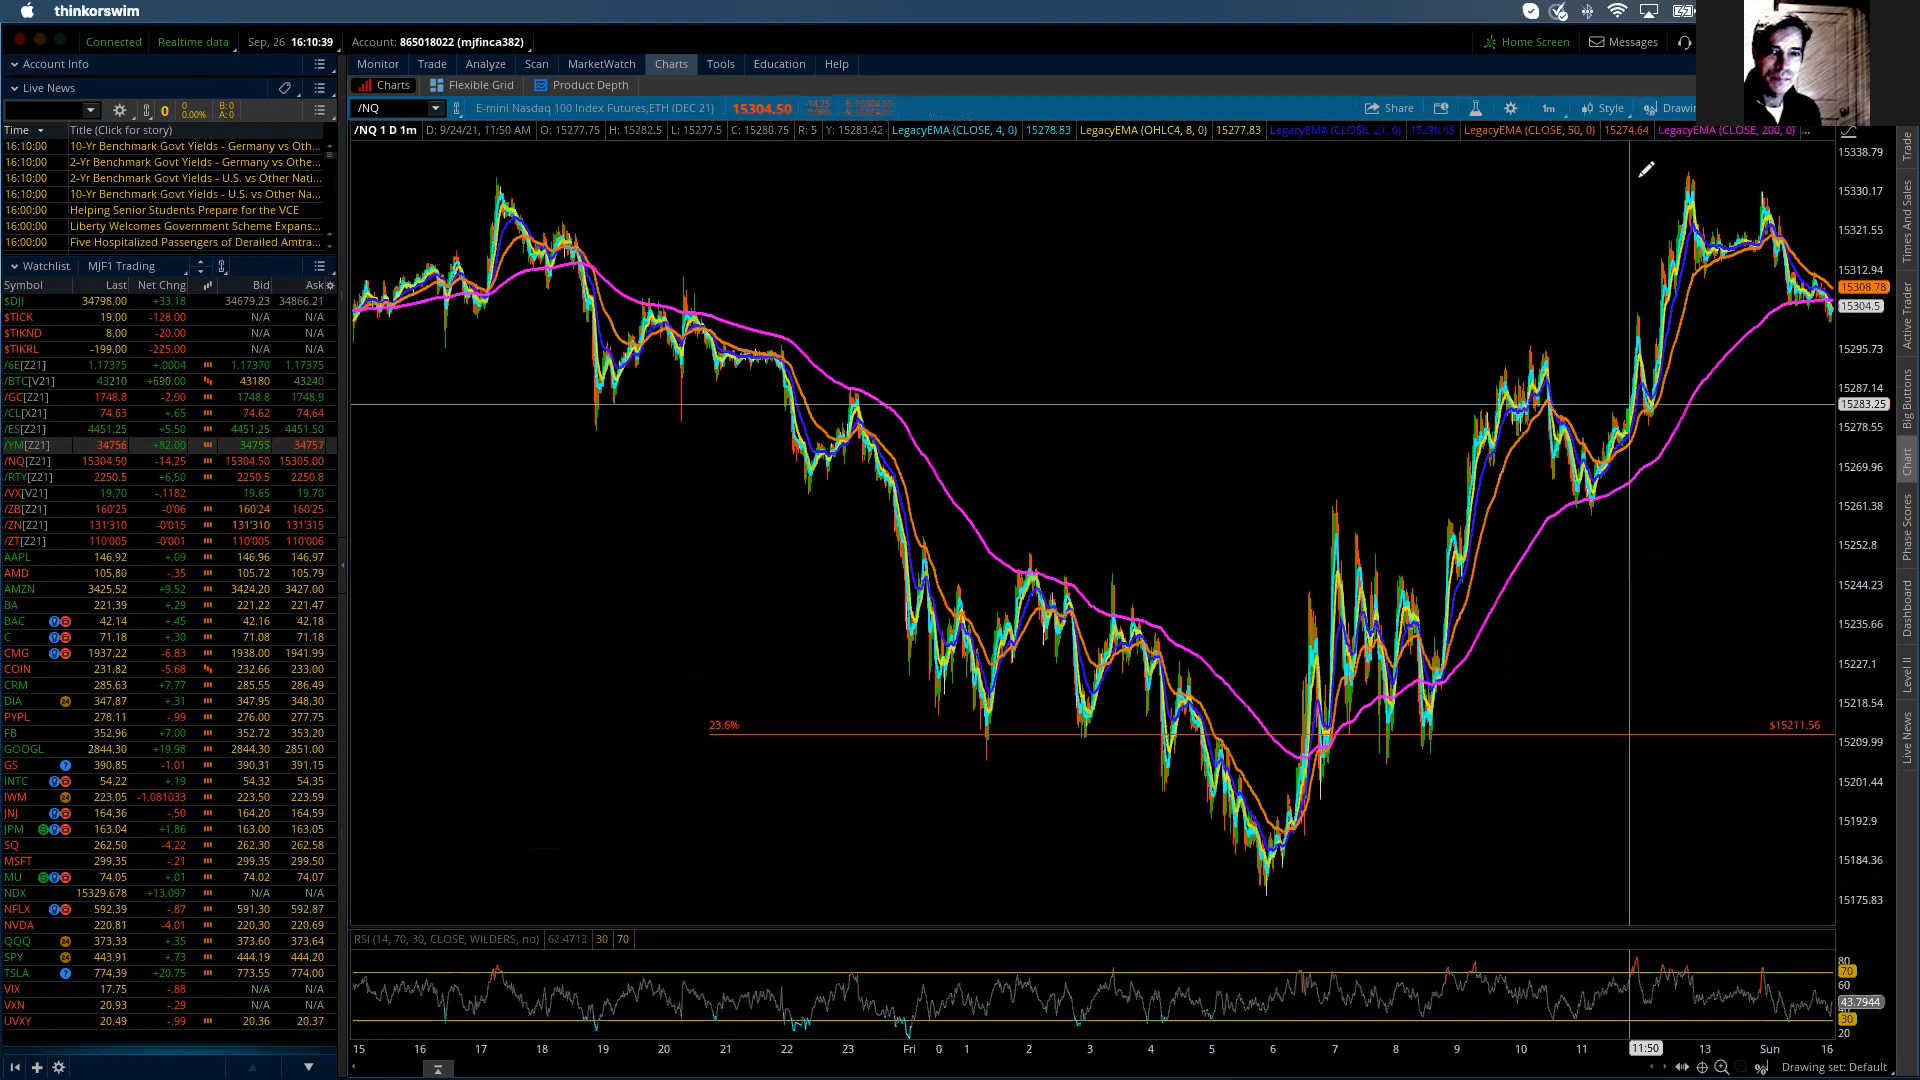 thinkorswim
Connected Realtime data Sep, 26 16:10:39 Account: 865018022 (mjfinca382) Home Screen Messages
Account Info Monitor Trade Analyze Scan MarketWatch Charts Tools Education Help
Live News Charts Flexible Grid Product Depth
0 0 0.00% B: 0 A: 0 /NQ E-mini Nasdaq 100 Index Futures,ETH (DEC 21) 15304.50 -14.25 Share 1m Style Drawin
Time Title (Click for story) /NQ 1 D 1m D: 9/24/21, 11:50 AM O: 15277.75 H: 15282.5 L: 15277.5 C: 15280.75 R: 5 Y: 15283.42 LegacyEMA (CLOSE, 4, 0) 15278.83 LegacyEMA (OHLC4, 8, 0) 15277.83 LegacyEMA (CLOSE, 21, 0) LegacyEMA (CLOSE, 50, 0) 15274.64 LegacyEMA (CLOSE, 200, 0) ...
16:10:00 10-Yr Benchmark Govt Yields - Germany vs Oth...
16:10:00 2-Yr Benchmark Govt Yields - Germany vs Othe...
16:10:00 2-Yr Benchmark Govt Yields - U.S. vs Other Nati...
16:10:00 10-Yr Benchmark Govt Yields - U.S. vs Other Na...
16:00:00 Helping Senior Students Prepare for the VCE
16:00:00 Liberty Welcomes Government Scheme Expans...
16:00:00 Five Hospitalized Passengers of Derailed Amtra...
Watchlist MJF1 Trading
Symbol Last Net Chng Bid Ask
$DJI 34798.00 +33.18 34679.23 34866.21
$TICK 19.00 -128.00 N/A N/A
$TIKND 8.00 -20.00 N/A N/A
$TIKRL -199.00 -225.00 N/A N/A
/6E[Z21] 1.17375 +.0004 1.17370 1.17375
/BTC[V21] 43210 +690.00 43180 43240
/GC[Z21] 1748.8 -2.90 1748.8 1748.9
/CL[X21] 74.63 +.65 74.62 74.64
/ES[Z21] 4451.25 +5.50 4451.25 4451.50
/YM[Z21] 34756 +82.00 34755 34757
/NQ[Z21] 15304.50 -14.25 15304.50 15305.00
/RTY[Z21] 2250.5 +6.50 2250.5 2250.8
/VX[V21] 19.70 -.1182 19.65 19.70
/ZB[Z21] 160'25 -0'06 160'24 160'25
/ZN[Z21] 131'310 -0'015 131'310 131'315
/ZT[Z21] 110'005 -0'001 110'005 110'006
AAPL 146.92 +.09 146.96 146.97
AMD 105.80 -.35 105.72 105.79
AMZN 3425.52 +9.52 3424.20 3427.00
BA 221.39 +.29 221.22 221.47
BAC 42.14 +.45 42.16 42.18
C 71.18 +.30 71.08 71.18
CMG 1937.22 -6.83 1938.00 1941.99
COIN 231.82 -5.68 232.66 233.00
CRM 285.63 +7.77 285.55 286.49
DIA 24 347.87 +.31 347.95 348.30
PYPL 278.11 -.99 276.00 277.75
FB 352.96 +7.00 352.72 353.20
GOOGL 2844.30 +19.98 2844.30 2851.00
GS 390.85 -1.01 390.31 391.15
INTC 54.22 +.19 54.32 54.35
IWM 24 223.05 -1.081033 223.50 223.59
JNJ 164.36 -.50 164.20 164.59
JPM 163.04 +1.86 163.00 163.05
SQ 262.50 -4.22 262.30 262.58
MSFT 299.35 -.21 299.35 299.50
MU 74.05 +.01 74.02 74.07
NDX 15329.678 +13.097 N/A N/A
NFLX 592.39 -.87 591.30 592.87
NVDA 220.81 -4.01 220.30 220.69
QQQ 24 373.33 +.35 373.60 373.64
SPY 24 443.91 +.73 444.19 444.20
TSLA 774.39 +20.75 773.55 774.00
VIX 17.75 -.88 N/A N/A
VXN 20.93 -.29 N/A N/A
UVXY 20.49 -.99 20.36 20.37
15338.79
15330.17
15321.55
15312.94
15308.78
15304.5
15295.73
15287.14
15283.25
15278.55
15269.96
15261.38
15252.8
15244.23
15235.66
15227.1
15218.54
23.6% $15211.56
15209.99
15201.44
15192.9
15184.36
15175.83
RSI (14, 70, 30, CLOSE, WILDERS, no) 62.4713 30 70
80
70
60
43.7944
30
20
15 16 17 18 19 20 21 22 23 Fri 0 1 2 3 4 5 6 7 8 9 10 11 11:50 13 Sun 16
Drawing set: Default
Trade
Times And Sales
Active Trader
Big Buttons
Chart
Phase Scores
Dashboard
Level II
Live News